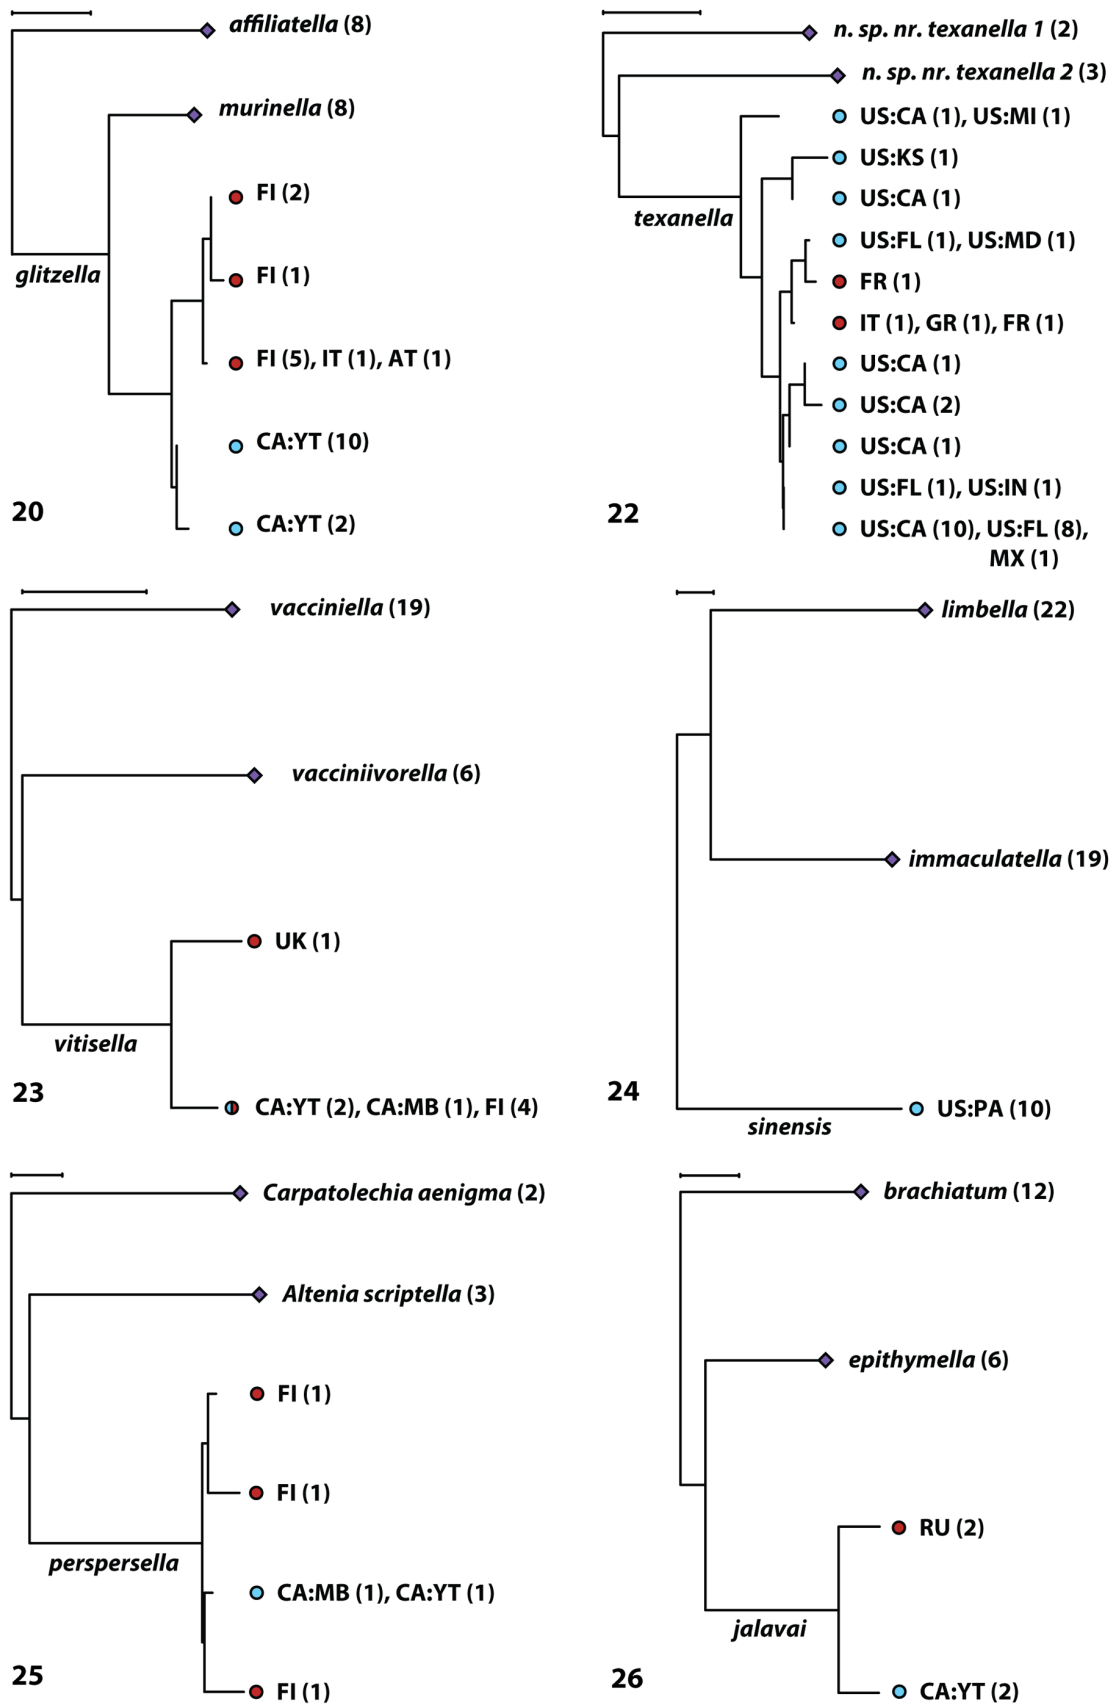 affiliatella (8)
murinella (8)
FI (2)
glitzella
FI (1)
FI (5), IT (1), AT (1)
CA:YT (10)
20
CA:YT (2)
n. sp. nr. texanella 1 (2)
n. sp. nr. texanella 2 (3)
US:CA (1), US:MI (1)
US:KS (1)
US:CA (1)
texanella
US:FL (1), US:MD (1)
FR (1)
IT (1), GR (1), FR (1)
US:CA (1)
US:CA (2)
US:CA (1)
US:FL (1), US:IN (1)
22
US:CA (10), US:FL (8),
MX (1)
vacciniella (19)
vacciniivorella (6)
UK (1)
vitisella
23
CA:YT (2), CA:MB (1), FI (4)
limbella (22)
immaculatella (19)
24
US:PA (10)
sinensis
Carpatolechia aenigma (2)
Altenia scriptella (3)
FI (1)
FI (1)
perspersella
CA:MB (1), CA:YT (1)
25
FI (1)
brachiatum (12)
epithymella (6)
RU (2)
jalavai
26
CA:YT (2)